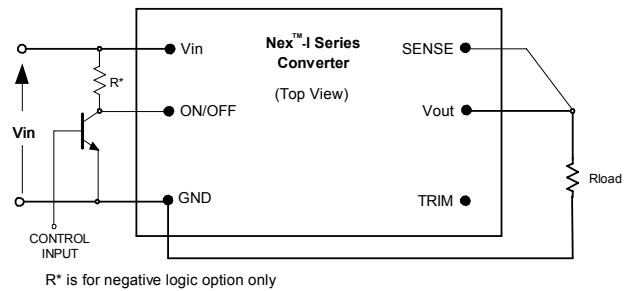 Nex™-I Series
Converter
(Top View)
Vin
SENSE
R*
ON/OFF
Vout
Vin
Rload
GND
TRIM
CONTROL
INPUT
R* is for negative logic option only